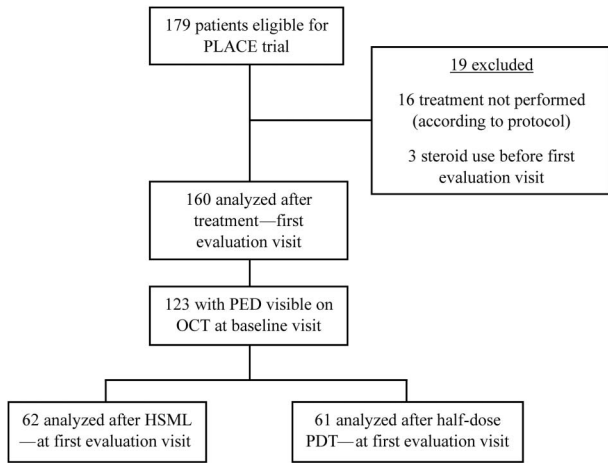 179 patients eligible for
PLACE trial
19 excluded
16 treatment not performed
(according to protocol)
3 steroid use before first
evaluation visit
160 analyzed after
treatment—first
evaluation visit
123 with PED visible on
OCT at baseline visit
62 analyzed after HSML
—at first evaluation visit
61 analyzed after half-dose
PDT—at first evaluation visit